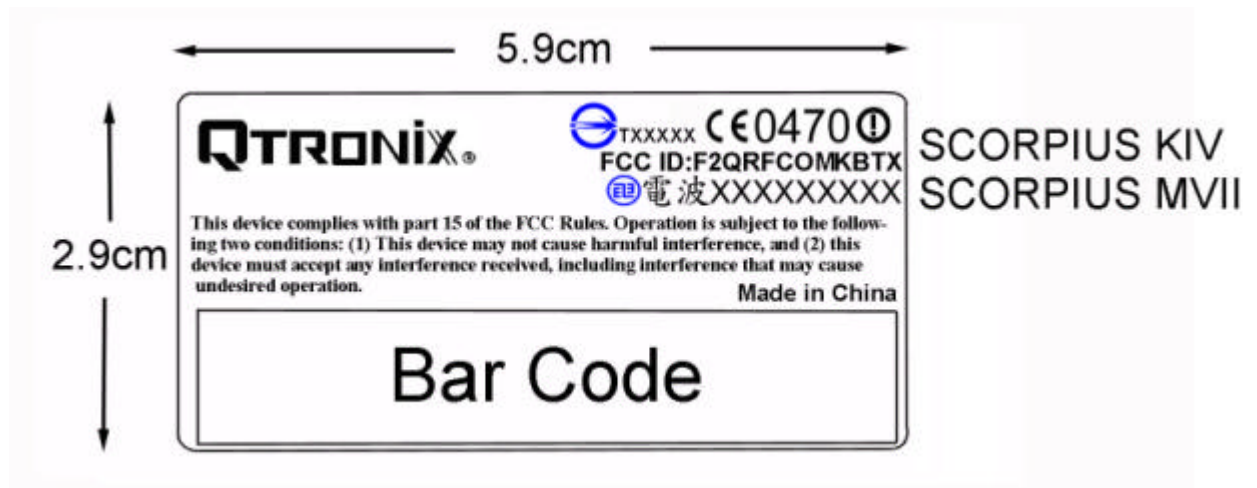 5.9cm
QTRONIX®
TXXXXX CE0470
FCC ID:F2QRFCOMKBTX
電波XXXXXXXXX
SCORPIUS KIV
SCORPIUS MVII
2.9cm
This device complies with part 15 of the FCC Rules. Operation is subject to the follow-
ing two conditions: (1) This device may not cause harmful interference, and (2) this
device must accept any interference received, including interference that may cause
undesired operation.
Made in China
Bar Code